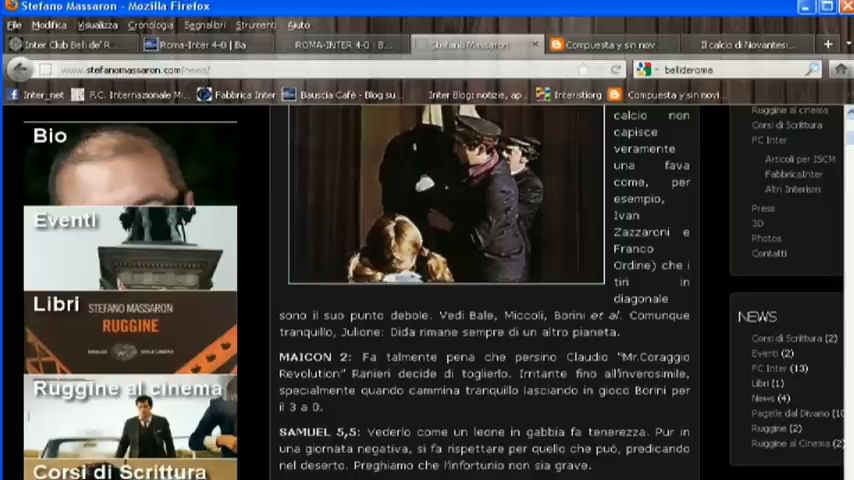 Stefano Massaron - Mozilla Firefox
File Modifica Visualizza Cronologia Segnalibri Strumenti Aiuto
Inter Club Beli de' R... Roma-Inter 4-0 | Ba ROMA-INTER 4-0 | B... Stefano Massaron × Compuesta y sin nov... Il calcio di Novantesi... +
www.stefanomassaron.com/news/ belideroma
Inter_net F.C. Internazionale M... Fabbrica Inter Bauscia Cafè - Blog su... Inter Blog: notizie, ap... Interistiorg Compuesta y sin novi...
Bio
Eventi
Libri
STEFANO MASSARON
RUGGINE
EINAUDI STILE LIBERO
Ruggine al cinema
Corsi di Scrittura
calcio non
capisce
veramente
una fava
come, per
esempio,
Ivan
Zazzaroni e
Franco
Ordine) che i
tiri in
diagonale
sono il suo punto debole. Vedi Bale, Miccoli, Borini et al. Comunque
tranquillo, Julione: Dida rimane sempre di un altro pianeta.
MAICON 2: Fa talmente pena che persino Claudio "Mr.Coraggio
Revolution" Ranieri decide di toglierlo. Irritante fino all'inverosimile,
specialmente quando cammina tranquillo lasciando in gioco Borini per
il 3 a 0.
SAMUEL 5,5: Vederlo come un leone in gabbia fa tenerezza. Pur in
una giornata negativa, si fa rispettare per quello che può, predicando
nel deserto. Preghiamo che l'infortunio non sia grave.
Ruggine al cinema
Corsi di Scrittura
FC Inter
Articoli per ISCM
FabbricaInter
Altri Interismi
Press
3D
Photos
Contatti
NEWS
Corsi di Scrittura (2)
Eventi (2)
FC Inter (13)
Libri (1)
News (4)
Pagelle dal Divano (10
Ruggine (2)
Ruggine al Cinema (2)